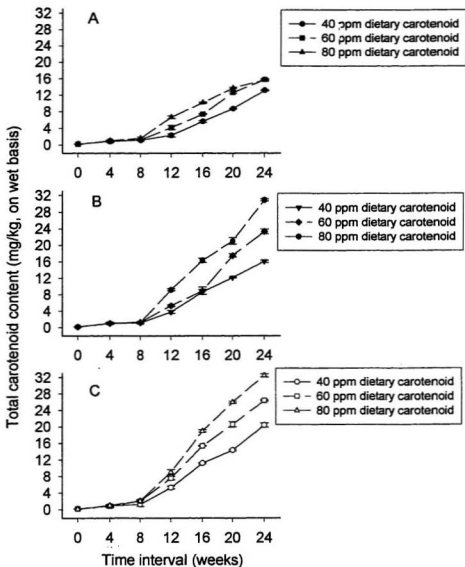 Total carotenoid content (mg/kg, on wet basis)
A
32
28
24
20
16
12
8
4
0
0 4 8 12 16 20 24
40 ppm dietary carotenoid
60 ppm dietary carotenoid
80 ppm dietary carotenoid
B
32
28
24
20
16
12
8
4
0
0 4 8 12 16 20 24
40 ppm dietary carotenoid
60 ppm dietary carotenoid
80 ppm dietary carotenoid
C
32
28
24
20
16
12
8
4
0
0 4 8 12 16 20 24
40 ppm dietary carotenoid
60 ppm dietary carotenoid
80 ppm dietary carotenoid
Time interval (weeks)